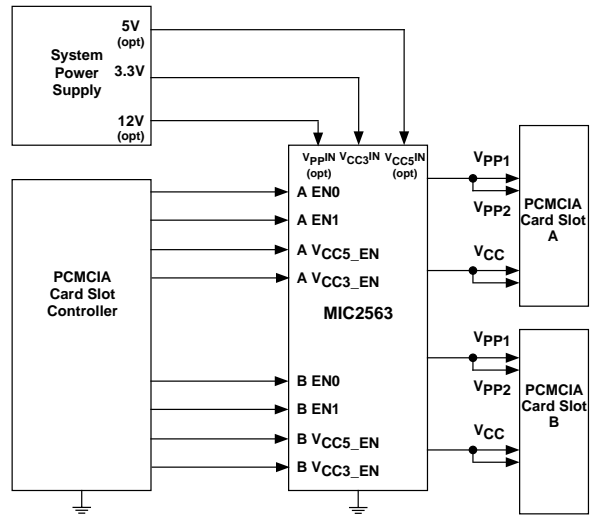 5V
(opt)
System
Power
Supply
3.3V
12V
(opt)
VPPIN
(opt)
VCC3IN
VCC5IN
(opt)
A EN0
A EN1
A VCC5_EN
A VCC3_EN
PCMCIA
Card Slot
Controller
MIC2563
B EN0
B EN1
B VCC5_EN
B VCC3_EN
VPP1
VPP2
VCC
PCMCIA
Card Slot
A
VPP1
VPP2
VCC
PCMCIA
Card Slot
B